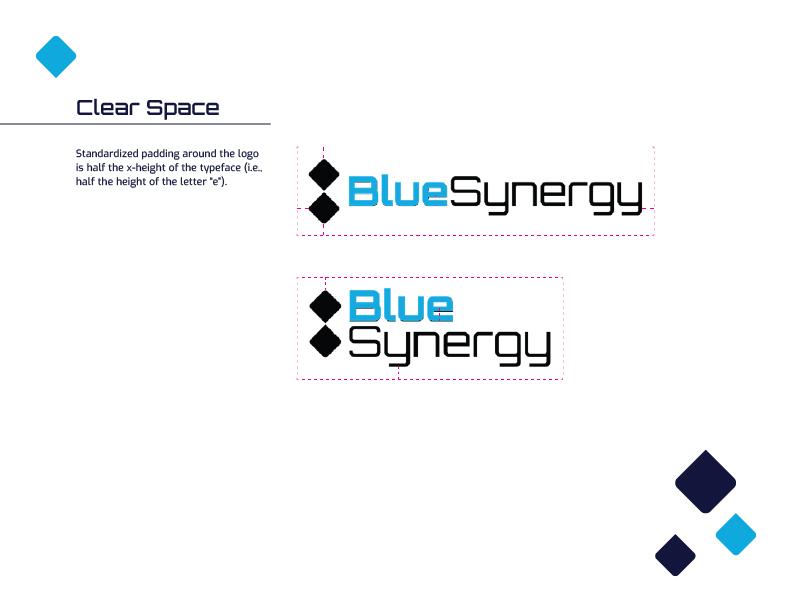 Clear Space
Standardized padding around the logo
is half the x-height of the typeface (i.e.,
half the height of the letter “e”).
BlueSynergy
Blue
Synergy